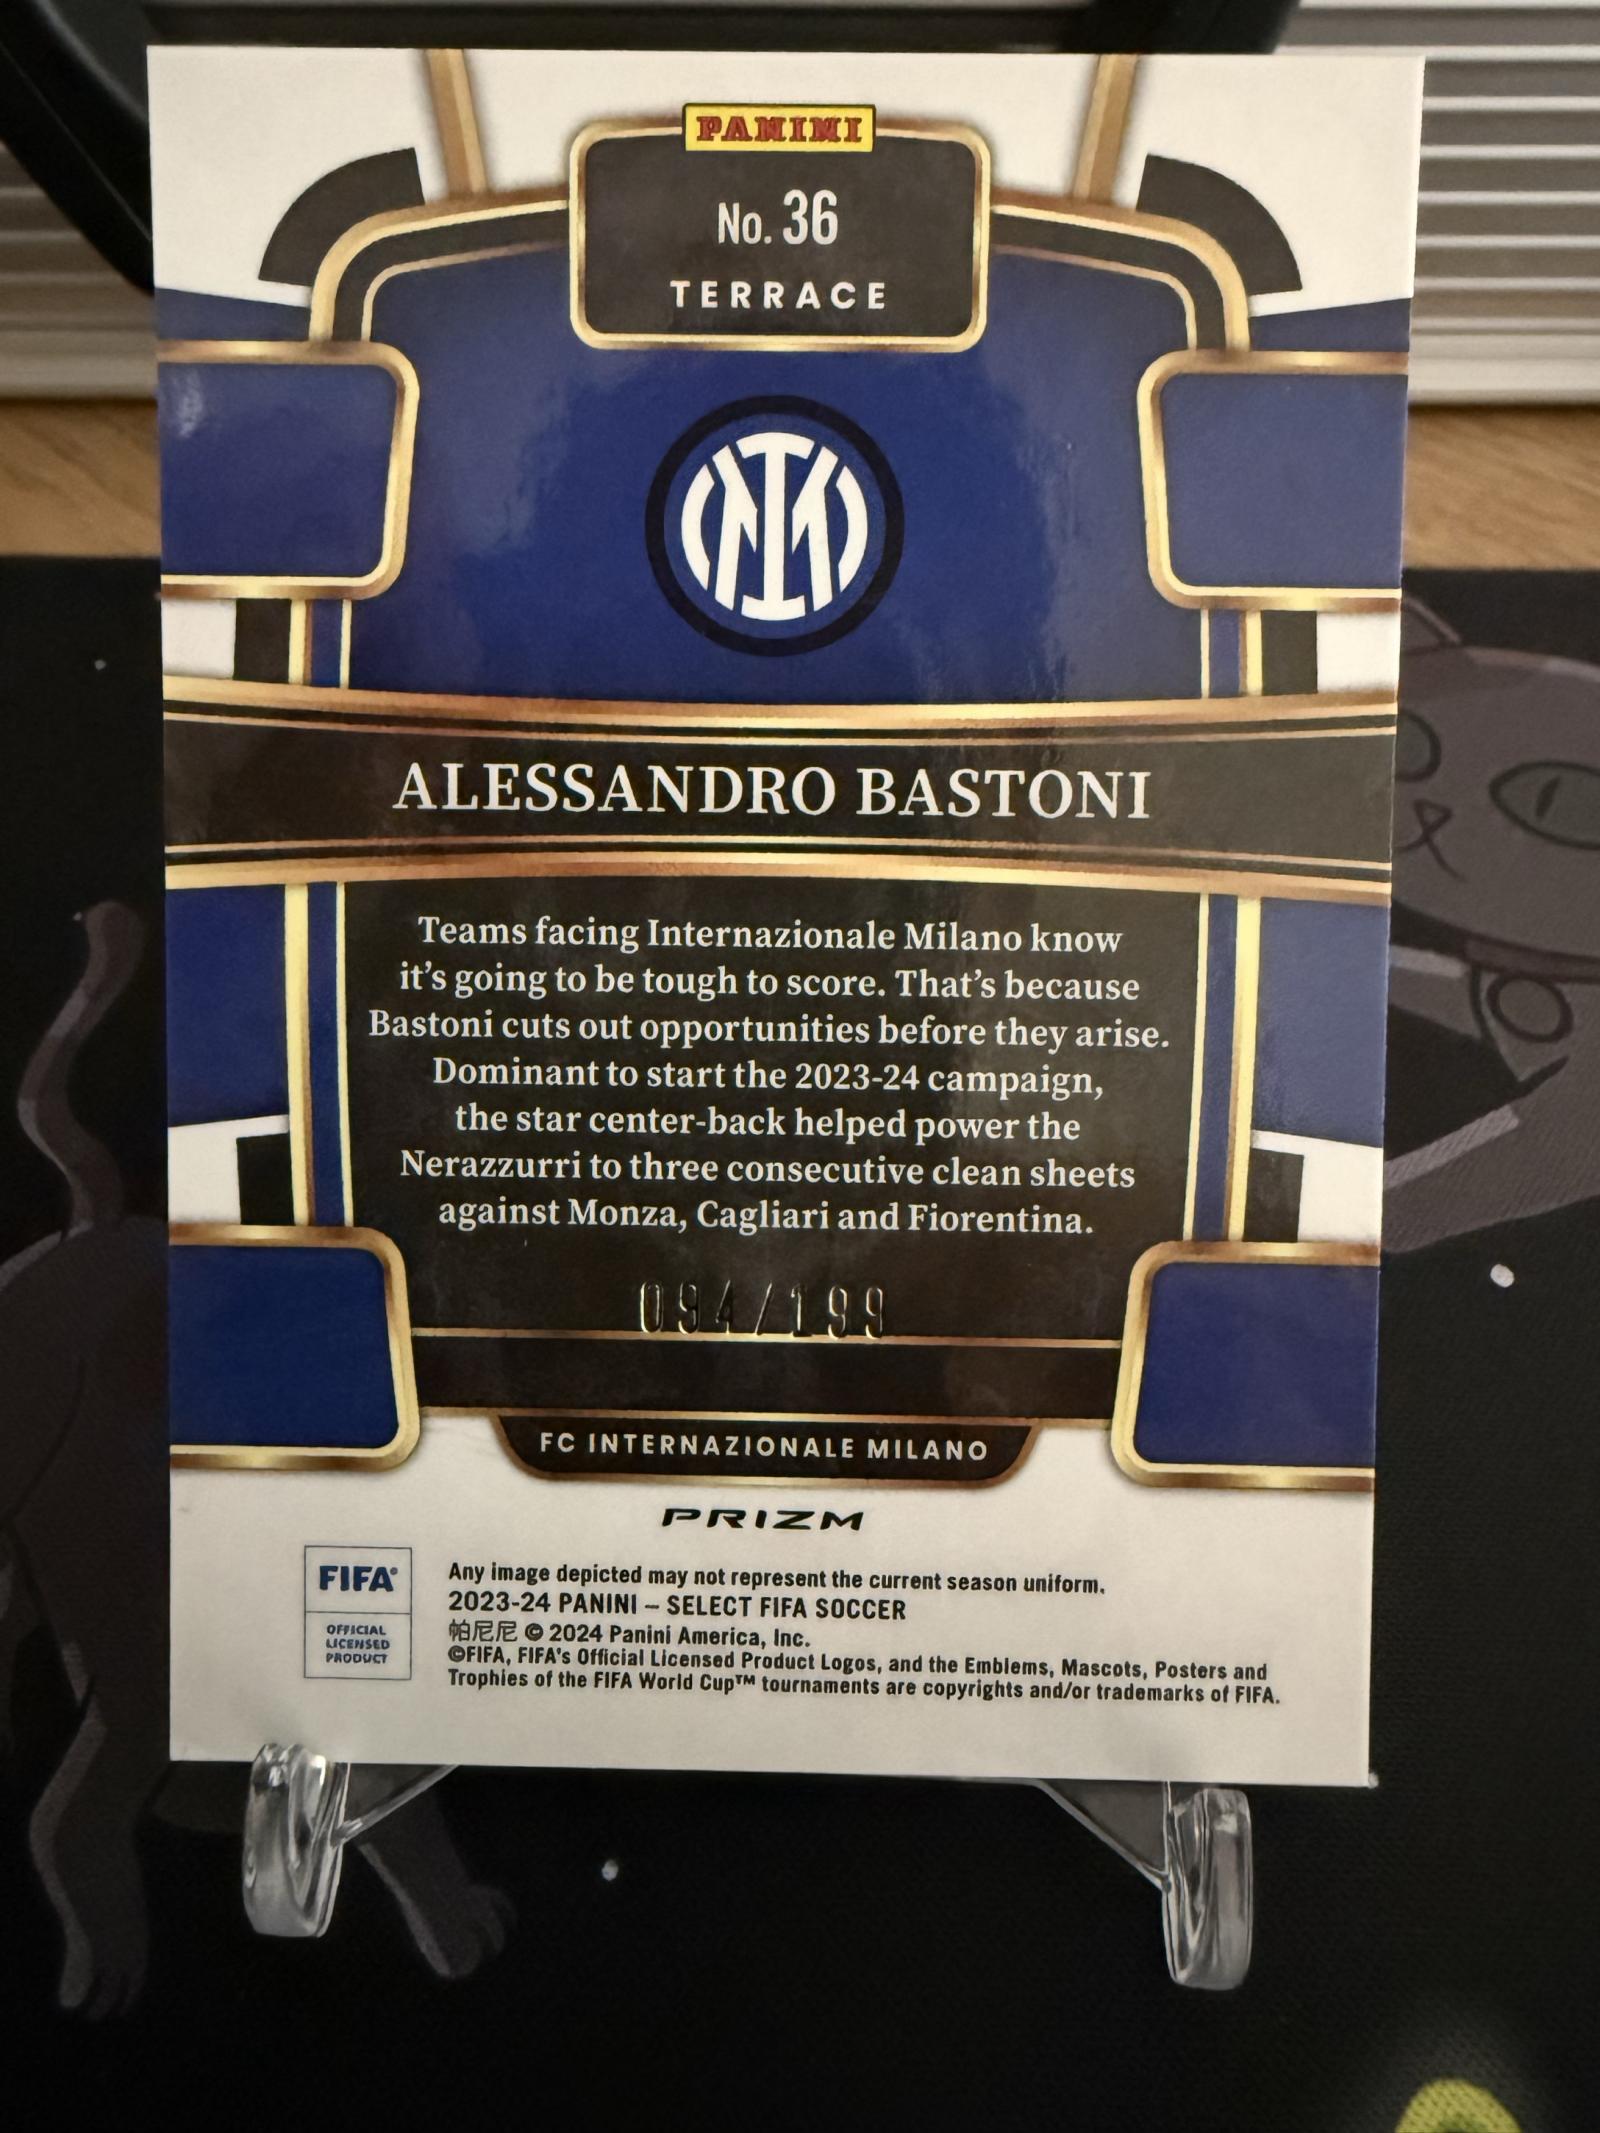 PANINI
No. 36
TERRACE
ALESSANDRO BASTONI
Teams facing Internazionale Milano know
it's going to be tough to score. That's because
Bastoni cuts out opportunities before they arise.
Dominant to start the 2023-24 campaign,
the star center-back helped power the
Nerazzurri to three consecutive clean sheets
against Monza, Cagliari and Fiorentina.
094/199
FC INTERNAZIONALE MILANO
PRIZM
FIFA®
OFFICIAL
LICENSED
PRODUCT
Any image depicted may not represent the current season uniform.
2023-24 PANINI – SELECT FIFA SOCCER
帕尼尼 © 2024 Panini America, Inc.
©FIFA, FIFA's Official Licensed Product Logos, and the Emblems, Mascots, Posters and
Trophies of the FIFA World Cup™ tournaments are copyrights and/or trademarks of FIFA.